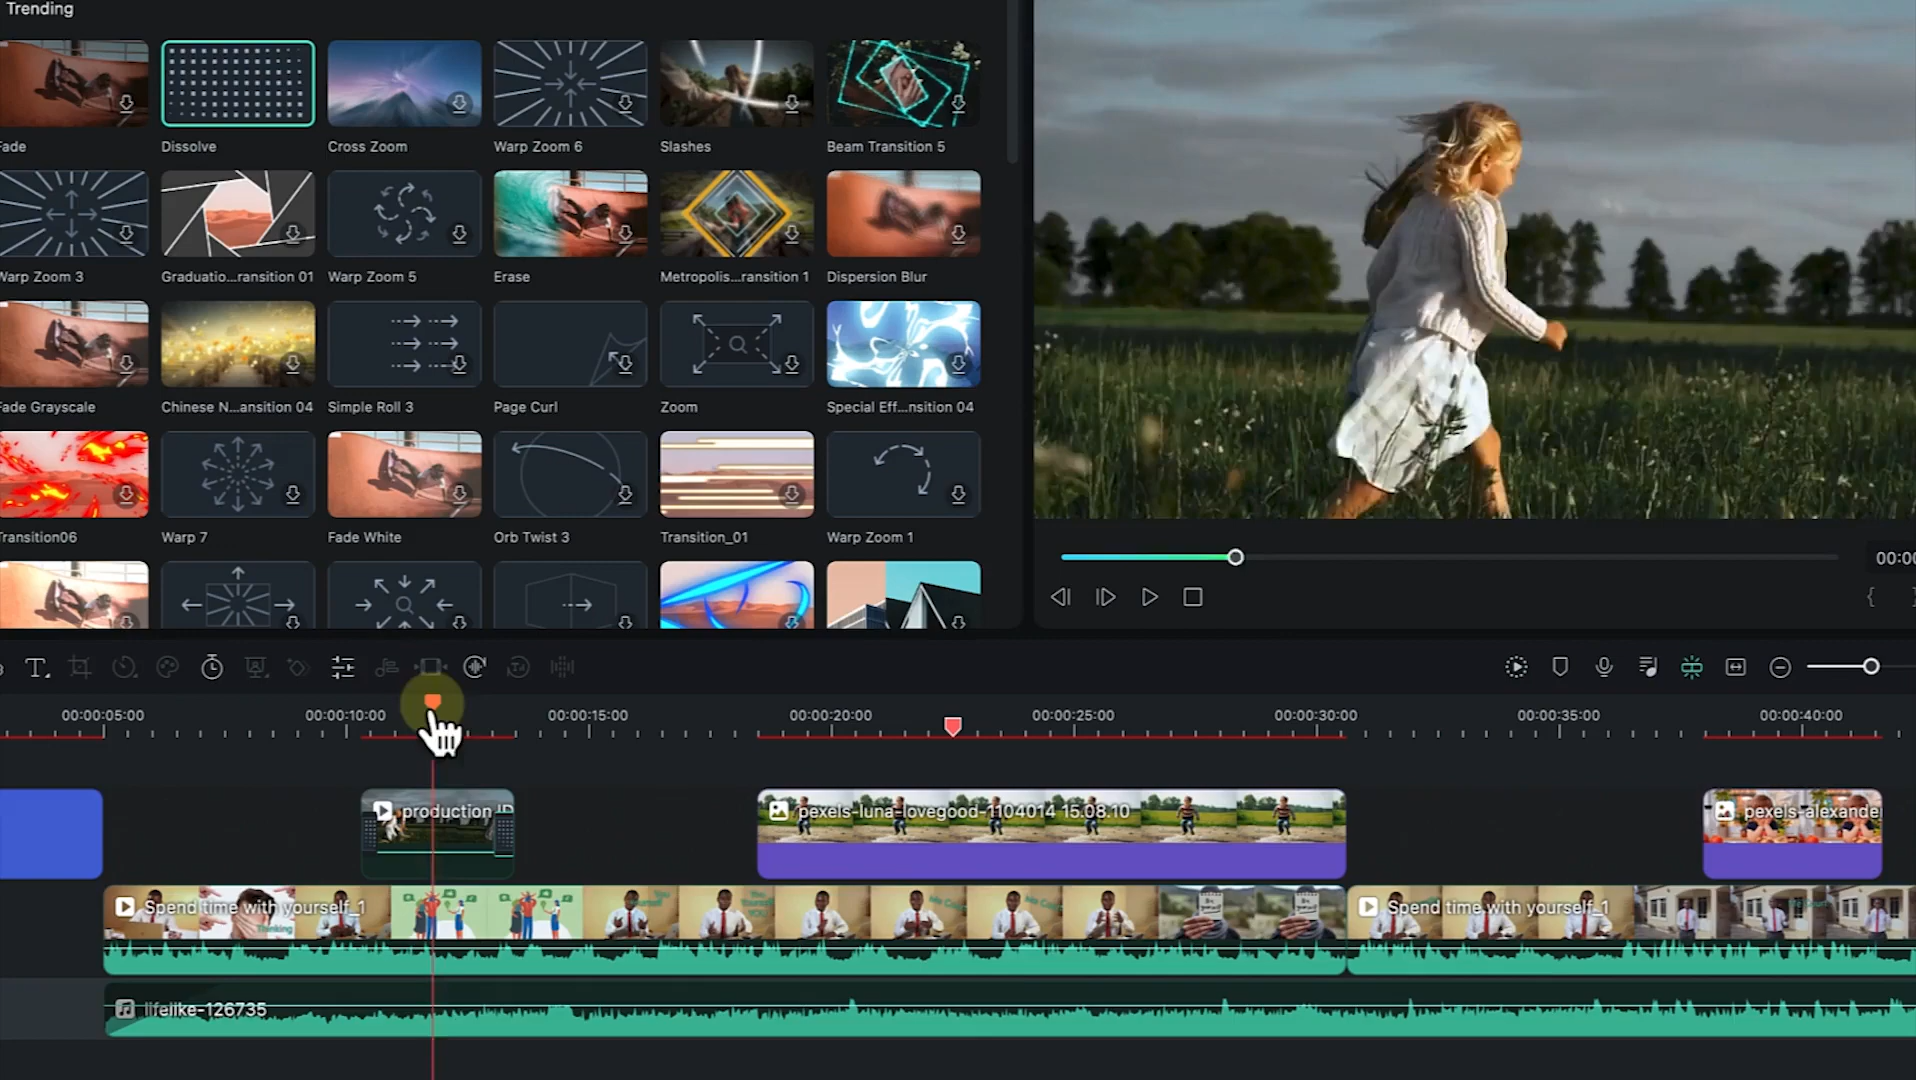 Trending
Fade
Dissolve
Cross Zoom
Warp Zoom 6
Slashes
Beam Transition 5
Warp Zoom 3
Graduatio...ransition 01
Warp Zoom 5
Erase
Metropolis...ransition 1
Dispersion Blur
Fade Grayscale
Chinese N...ansition 04
Simple Roll 3
Page Curl
Zoom
Special Eff...nsition 04
Transition06
Warp 7
Fade White
Orb Twist 3
Transition_01
Warp Zoom 1
00:00
{
00:00:05:00
00:00:10:00
00:00:15:00
00:00:20:00
00:00:25:00
00:00:30:00
00:00:35:00
00:00:40:00
production ID
pexels-luna-lovegood-1104014 15.08.10
pexels-alexande
Spend time with yourself_1
Thinking
Spend time with yourself_1
lifelike-126735